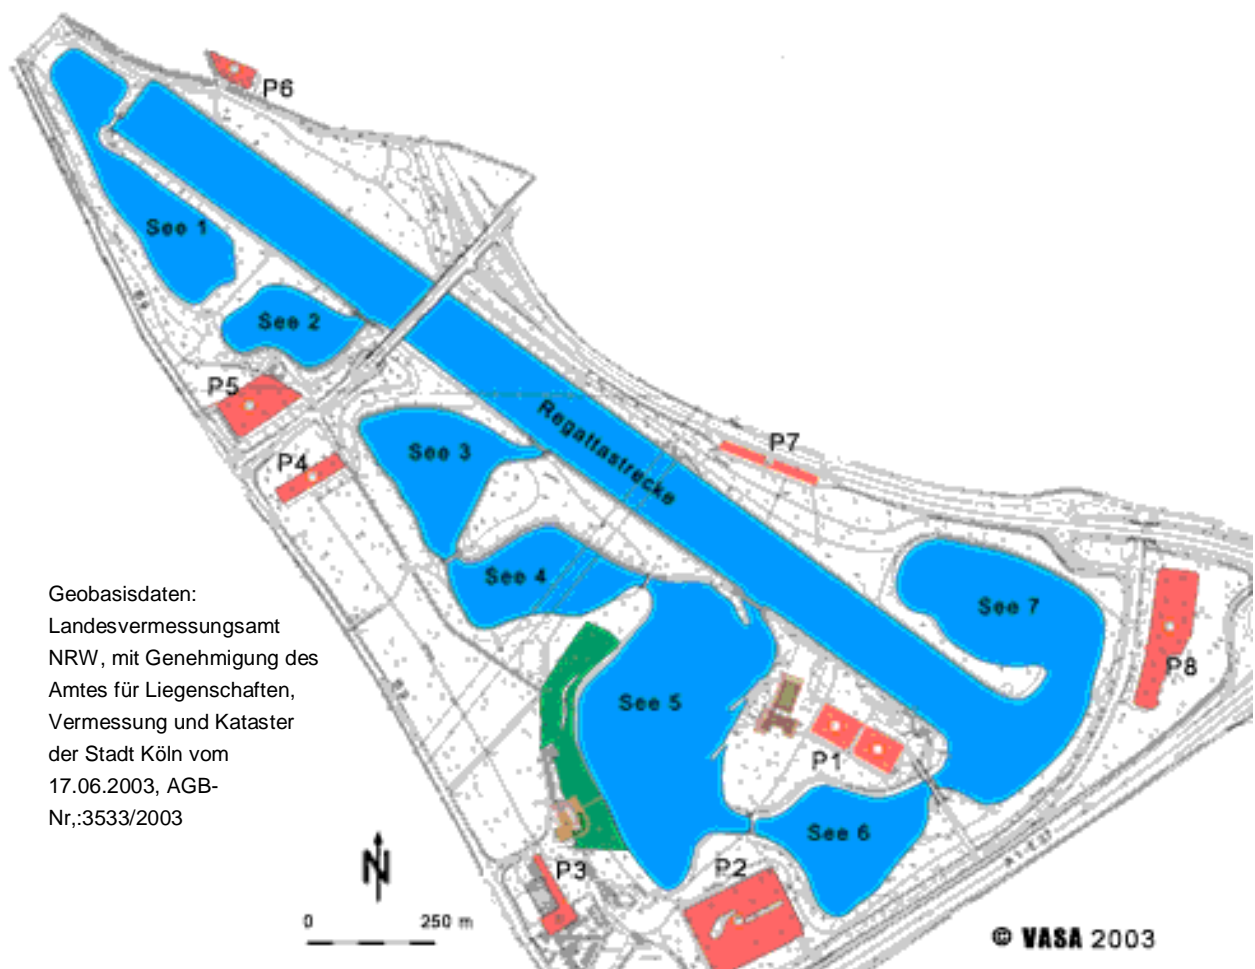 P6
See 1
See 2
P5
Regattastrecke
P7
See 3
P4
See 4
See 7
P8
See 5
P1
See 6
P3
P2
Geobasisdaten:
Landesvermessungsamt
NRW, mit Genehmigung des
Amtes für Liegenschaften,
Vermessung und Kataster
der Stadt Köln vom
17.06.2003, AGB-
Nr,:3533/2003
N
0 250 m
© VASA 2003